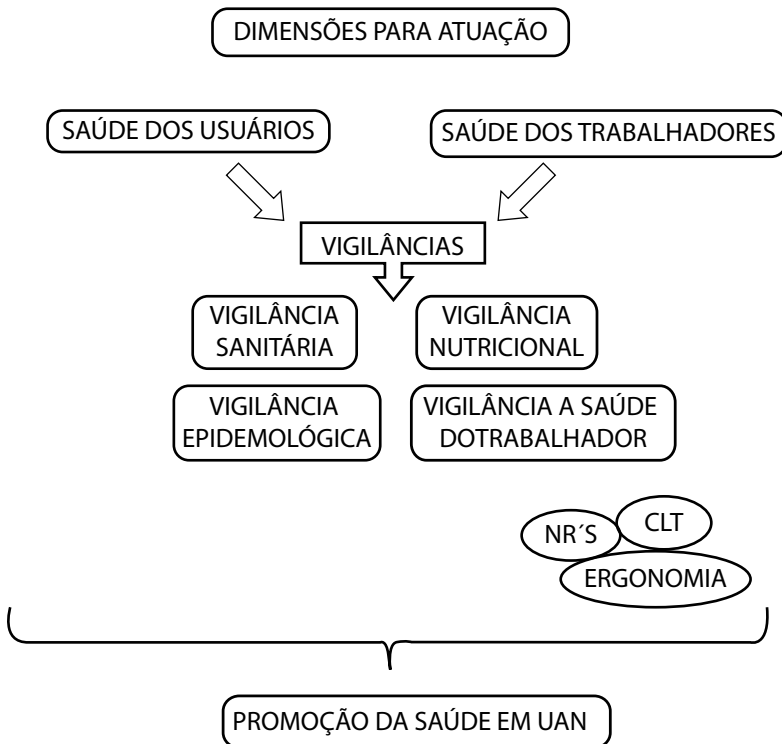 DIMENSÕES PARA ATUAÇÃO
SAÚDE DOS USUÁRIOS
SAÚDE DOS TRABALHADORES
VIGILÂNCIAS
VIGILÂNCIA
SANITÁRIA
VIGILÂNCIA
NUTRICIONAL
VIGILÂNCIA
EPIDEMOLÓGICA
VIGILÂNCIA A SAÚDE
DOTRABALHADOR
NR´S
CLT
ERGONOMIA
PROMOÇÃO DA SAÚDE EM UAN